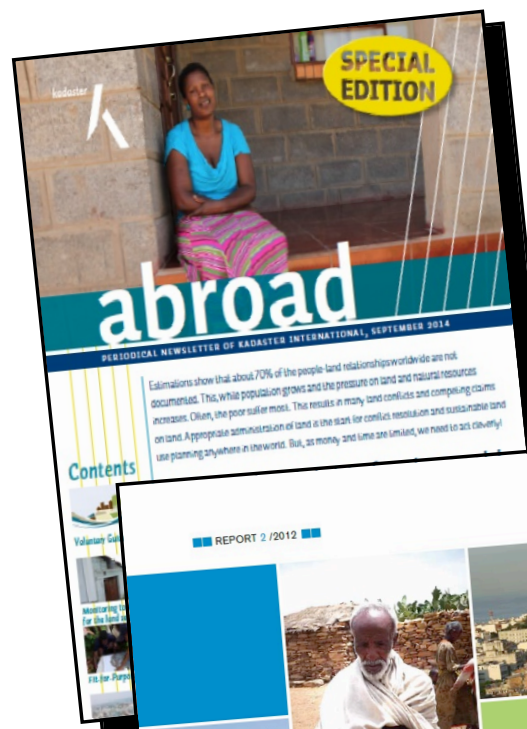 kadaster
SPECIAL
EDITION
abroad
PERIODICAL NEWSLETTER OF KADASTER INTERNATIONAL, SEPTEMBER 2014
Estimations show that about 70% of the people-land relationships worldwide are not
documented. This, while population grows and the pressure on land and natural resources
increases. Often, the poor suffer most. This results in many land conflicts and competing claims
on land. Appropriate administration of land is the start for conflict resolution and sustainable land
use planning anywhere in the world. But, as money and time are limited, we need to act cleverly!
Contents
Voluntary
Monitoring
for the land
Fit-for-Purpo
REPORT 2 /2012